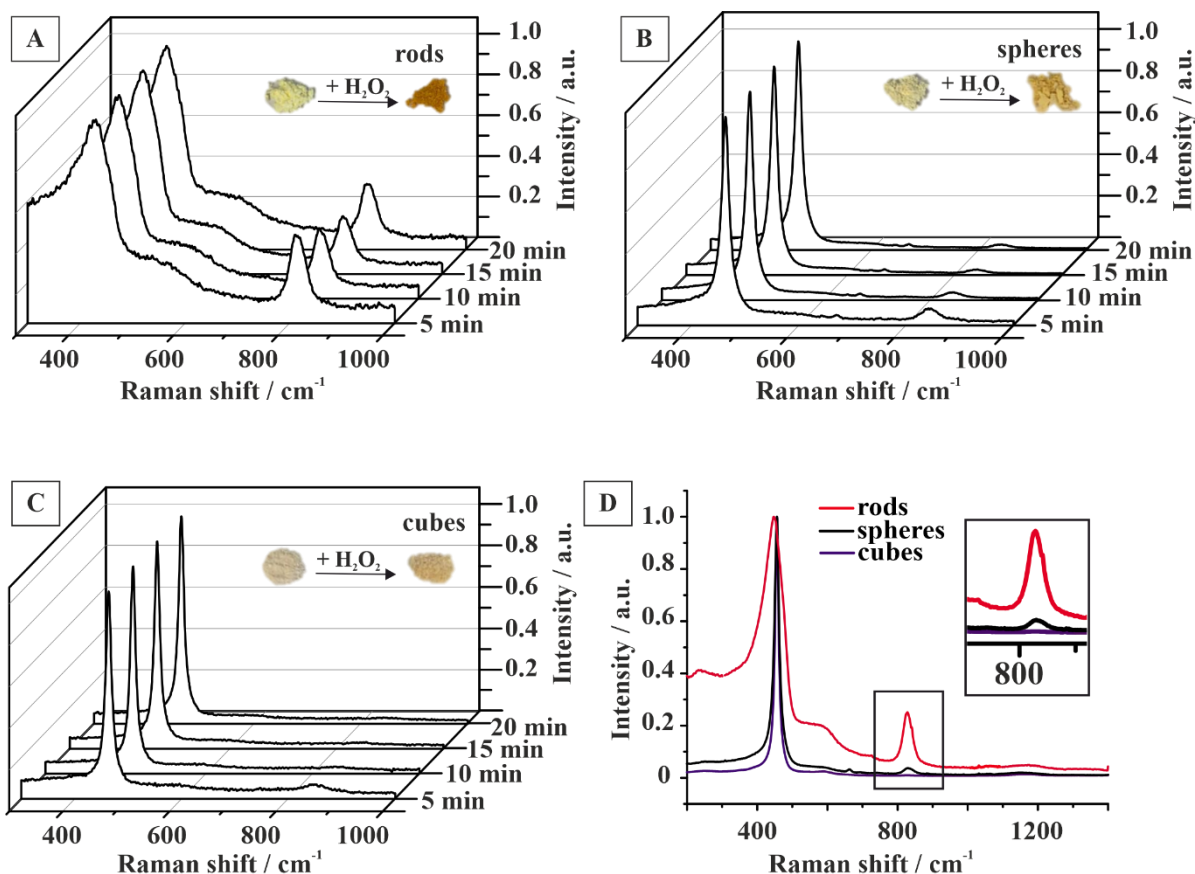 A
rods
+ H₂O₂
1.0
0.8
0.6
0.4
0.2
Intensity / a.u.
20 min
15 min
10 min
5 min
400 600 800 1000
Raman shift / cm⁻¹
B
spheres
+ H₂O₂
1.0
0.8
0.6
0.4
0.2
Intensity / a.u.
20 min
15 min
10 min
5 min
400 600 800 1000
Raman shift / cm⁻¹
C
cubes
+ H₂O₂
1.0
0.8
0.6
0.4
0.2
Intensity / a.u.
20 min
15 min
10 min
5 min
400 600 800 1000
Raman shift / cm⁻¹
D
rods
spheres
cubes
1.0
0.8
0.6
0.4
0.2
0
Intensity / a.u.
800
400 800 1200
Raman shift / cm⁻¹